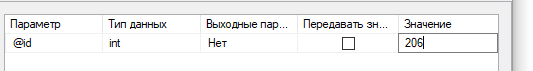 Параметр Тип данных Выходные пар... Передавать зн... Значение
@id int Нет 206